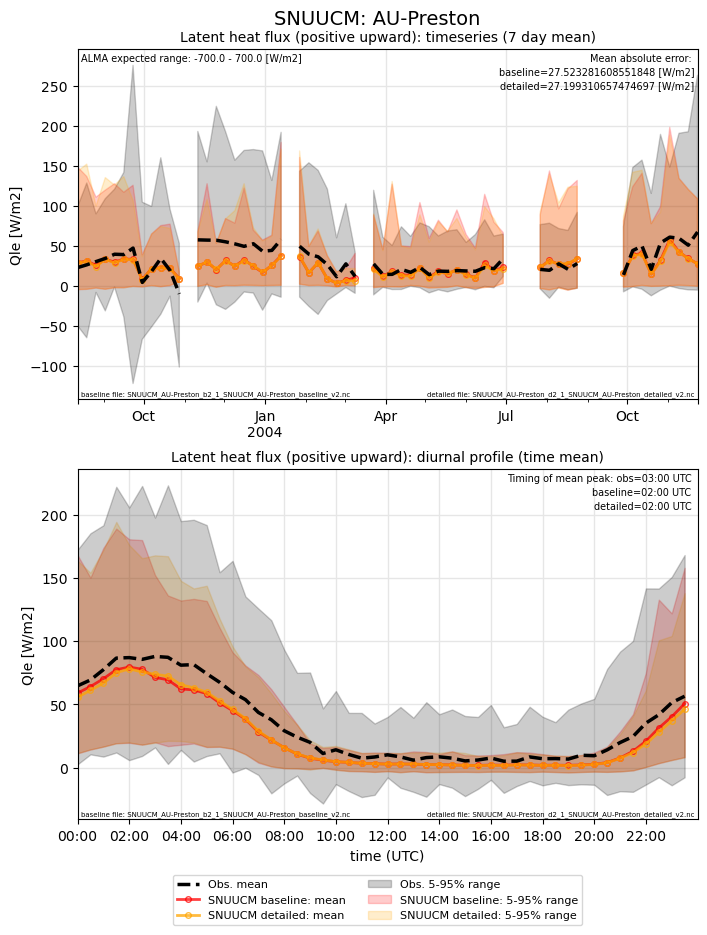 SNUUCM: AU-Preston
Latent heat flux (positive upward): timeseries (7 day mean)
ALMA expected range: -700.0 - 700.0 [W/m2]
Mean absolute error:
baseline=27.523281608551848 [W/m2]
detailed=27.199310657474697 [W/m2]
Qle [W/m2]
250
200
150
100
50
0
−50
−100
baseline file: SNUUCM_AU-Preston_b2_1_SNUUCM_AU-Preston_baseline_v2.nc
detailed file: SNUUCM_AU-Preston_d2_1_SNUUCM_AU-Preston_detailed_v2.nc
Oct
Jan
2004
Apr
Jul
Oct
Latent heat flux (positive upward): diurnal profile (time mean)
Timing of mean peak: obs=03:00 UTC
baseline=02:00 UTC
detailed=02:00 UTC
Qle [W/m2]
200
150
100
50
0
baseline file: SNUUCM_AU-Preston_b2_1_SNUUCM_AU-Preston_baseline_v2.nc
detailed file: SNUUCM_AU-Preston_d2_1_SNUUCM_AU-Preston_detailed_v2.nc
00:00 02:00 04:00 06:00 08:00 10:00 12:00 14:00 16:00 18:00 20:00 22:00
time (UTC)
Obs. mean
SNUUCM baseline: mean
SNUUCM detailed: mean
Obs. 5-95% range
SNUUCM baseline: 5-95% range
SNUUCM detailed: 5-95% range